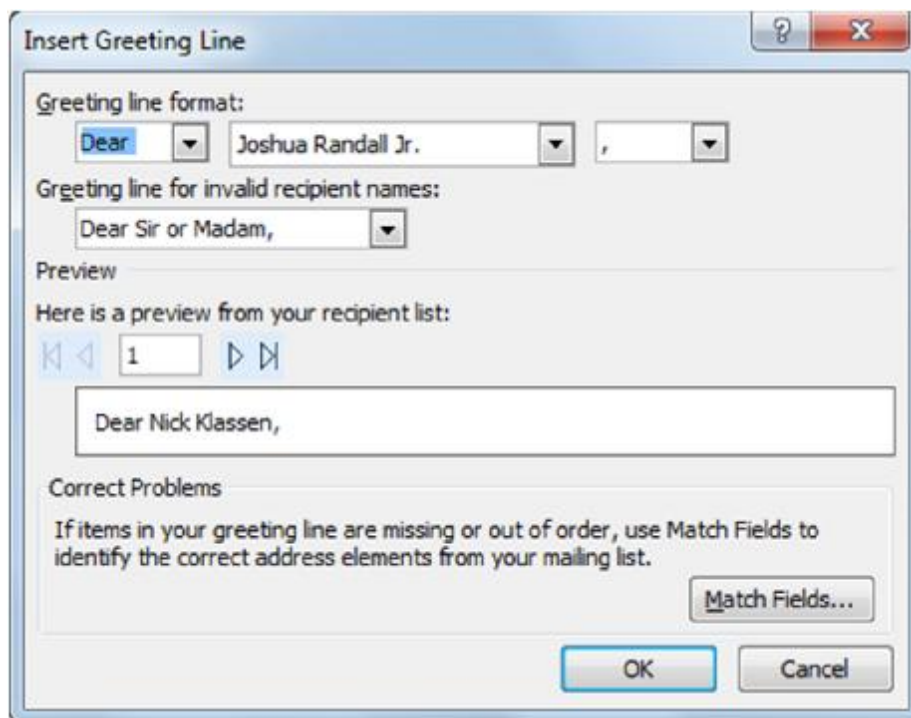 Insert Greeting Line
Greeting line format:
Dear Joshua Randall Jr. ,
Greeting line for invalid recipient names:
Dear Sir or Madam,
Preview
Here is a preview from your recipient list:
1
Dear Nick Klassen,
Correct Problems
If items in your greeting line are missing or out of order, use Match Fields to
identify the correct address elements from your mailing list.
Match Fields...
OK Cancel